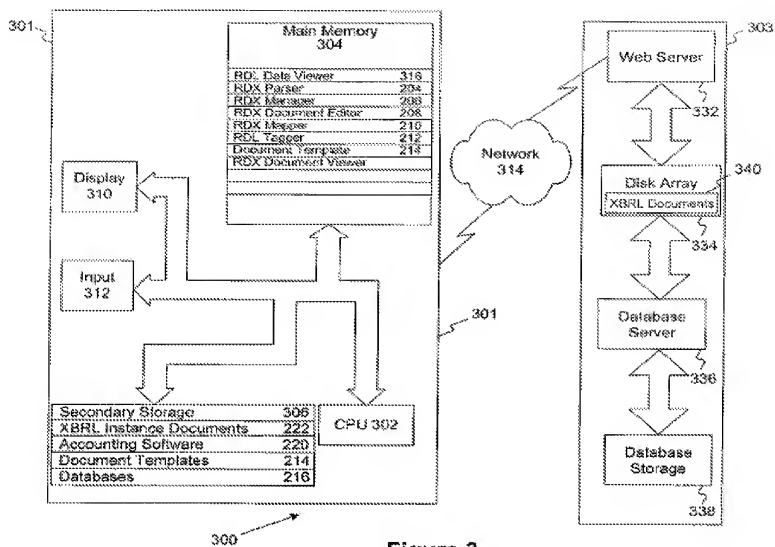 301
Main Memory
304
RDL Data Viewer 316
RDX Parser 204
RDX Manager 206
RDX Document Editor 208
RDX Mapper 210
RDL Tagger 212
Document Template 214
RDX Document Viewer
Display
310
Input
312
Secondary Storage 306
XBRL Instance Documents 222
Accounting Software 220
Document Templates 214
Databases 216
CPU 302
301
300
Network
314
303
Web Server
332
340
Disk Array
XBRL Documents
334
Database
Server
336
Database
Storage
338